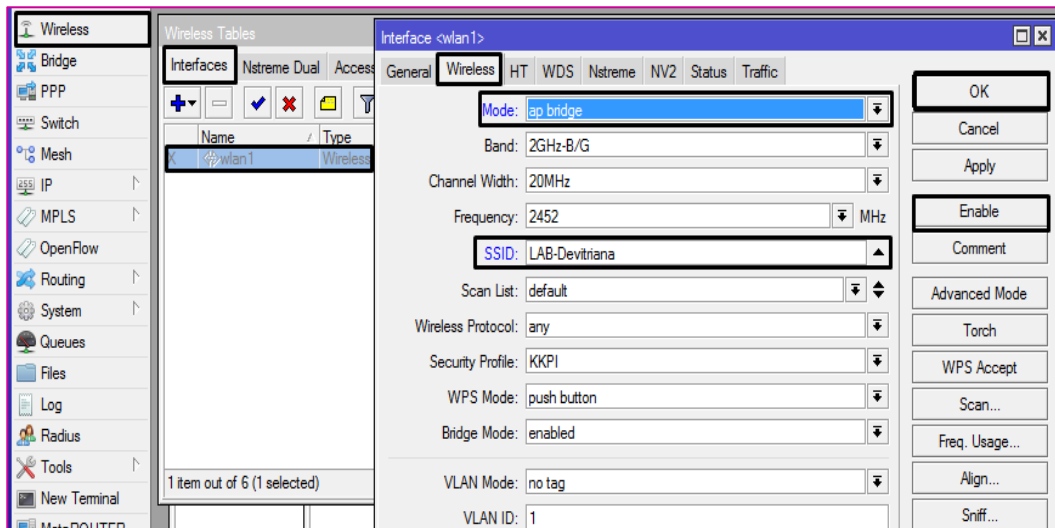 Wireless
Bridge
PPP
Switch
Mesh
IP
MPLS
OpenFlow
Routing
System
Queues
Files
Log
Radius
Tools
New Terminal
MetaROUTER
Wireless Tables
Interfaces Nstreme Dual Access
Name / Type
X wlan1 Wireless
1 item out of 6 (1 selected)
Interface <wlan1>
General Wireless HT WDS Nstreme NV2 Status Traffic
Mode: ap bridge
Band: 2GHz-B/G
Channel Width: 20MHz
Frequency: 2452 MHz
SSID: LAB-Devitriana
Scan List: default
Wireless Protocol: any
Security Profile: KKPI
WPS Mode: push button
Bridge Mode: enabled
VLAN Mode: no tag
VLAN ID: 1
OK
Cancel
Apply
Enable
Comment
Advanced Mode
Torch
WPS Accept
Scan...
Freq. Usage...
Align...
Sniff...